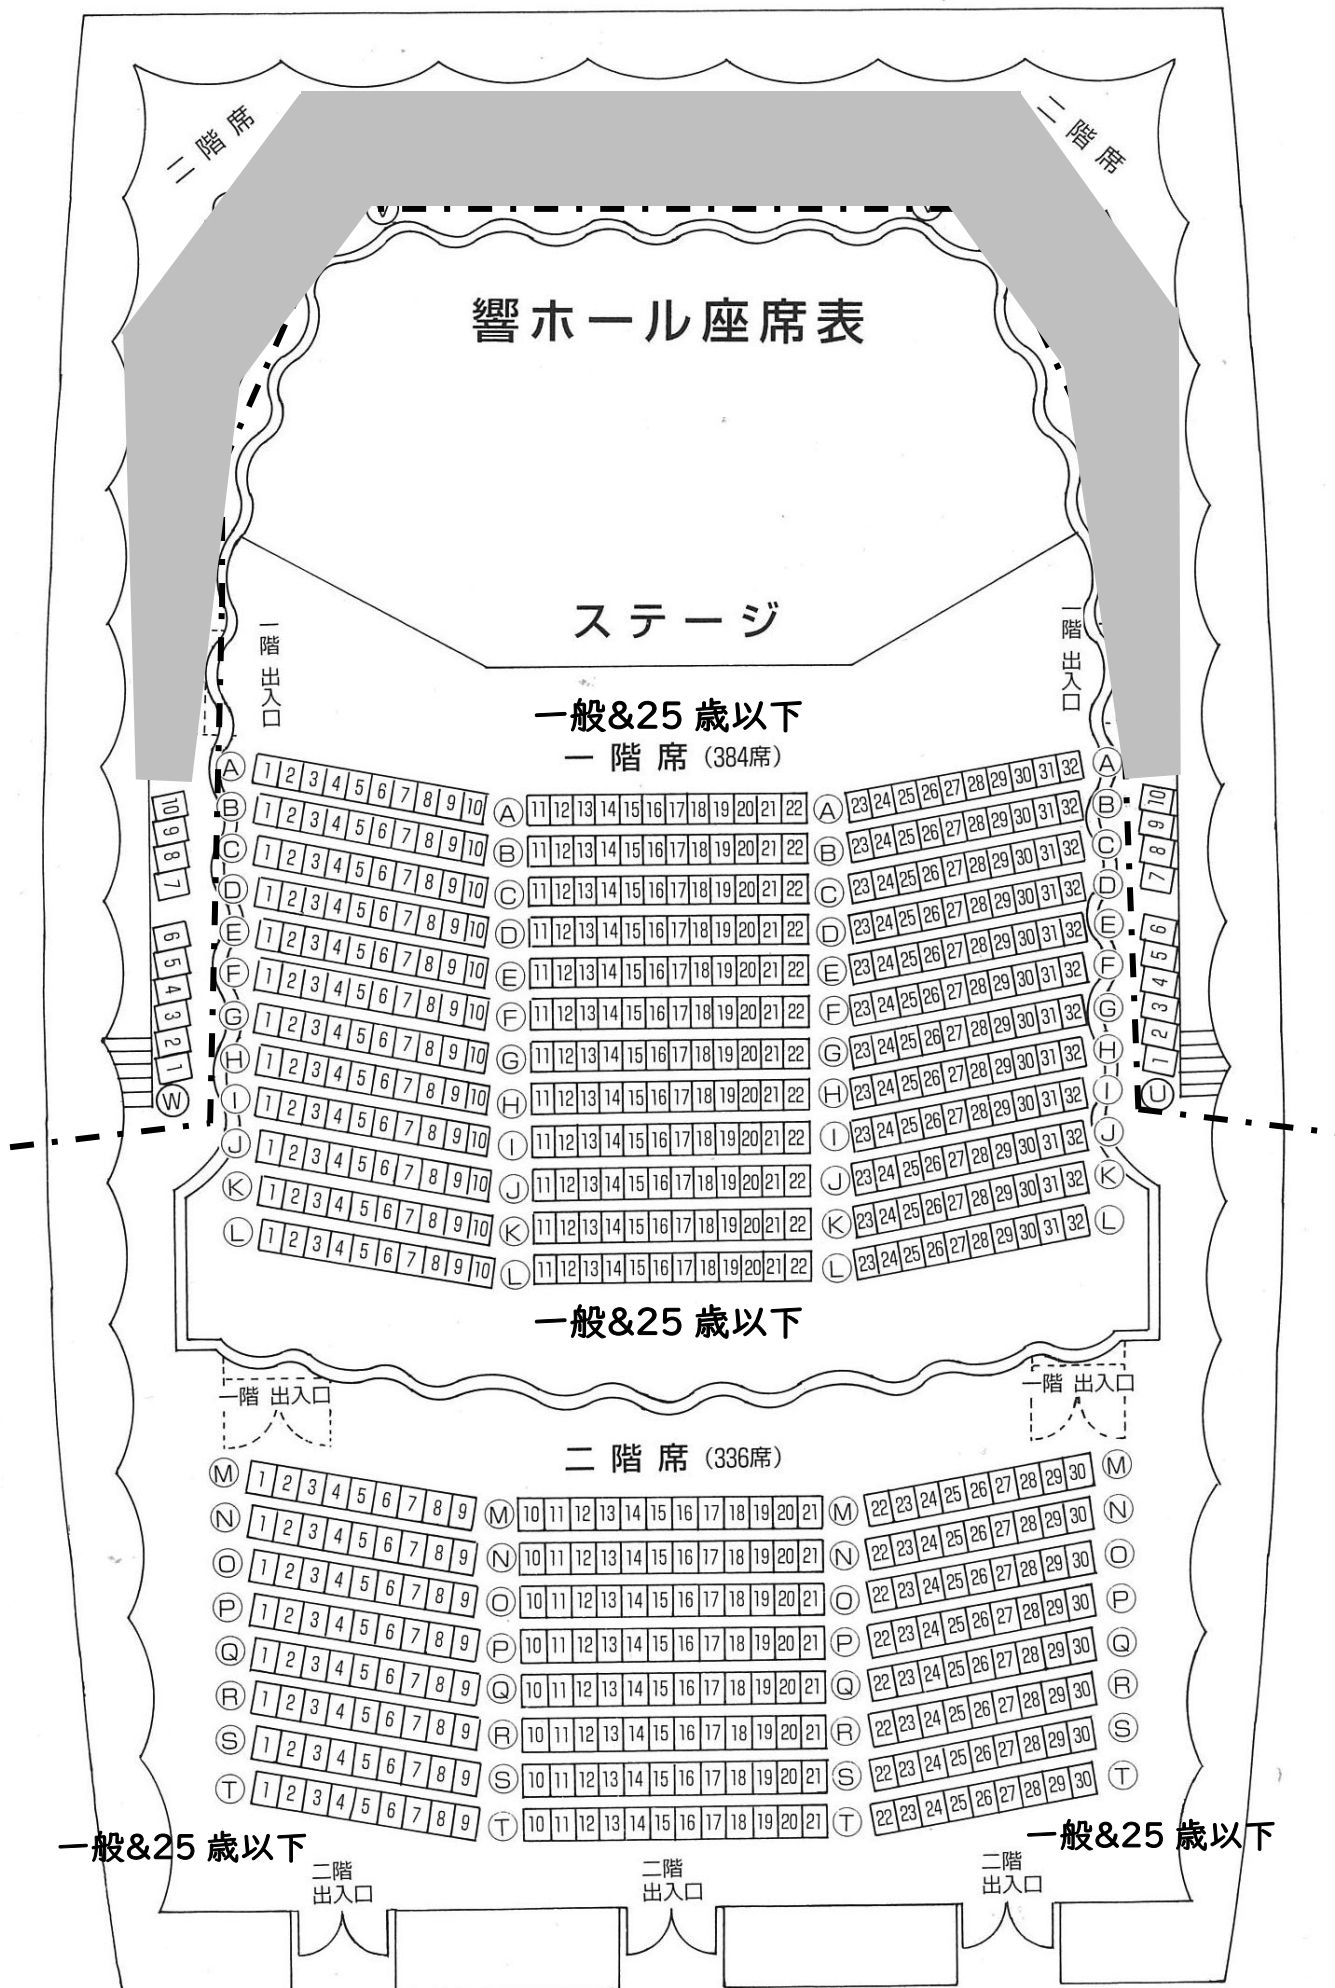 二階席
二階席
響ホール座席表
ステージ
一階 出入口
一階 出入口
一般&25 歳以下
一階席(384席)
A 1 2 3 4 5 6 7 8 9 10 A 11 12 13 14 15 16 17 18 19 20 21 22 A 23 24 25 26 27 28 29 30 31 32 A
B 1 2 3 4 5 6 7 8 9 10 B 11 12 13 14 15 16 17 18 19 20 21 22 B 23 24 25 26 27 28 29 30 31 32 B
C 1 2 3 4 5 6 7 8 9 10 C 11 12 13 14 15 16 17 18 19 20 21 22 C 23 24 25 26 27 28 29 30 31 32 C
D 1 2 3 4 5 6 7 8 9 10 D 11 12 13 14 15 16 17 18 19 20 21 22 D 23 24 25 26 27 28 29 30 31 32 D
E 1 2 3 4 5 6 7 8 9 10 E 11 12 13 14 15 16 17 18 19 20 21 22 E 23 24 25 26 27 28 29 30 31 32 E
F 1 2 3 4 5 6 7 8 9 10 F 11 12 13 14 15 16 17 18 19 20 21 22 F 23 24 25 26 27 28 29 30 31 32 F
G 1 2 3 4 5 6 7 8 9 10 G 11 12 13 14 15 16 17 18 19 20 21 22 G 23 24 25 26 27 28 29 30 31 32 G
H 1 2 3 4 5 6 7 8 9 10 H 11 12 13 14 15 16 17 18 19 20 21 22 H 23 24 25 26 27 28 29 30 31 32 H
I 1 2 3 4 5 6 7 8 9 10 I 11 12 13 14 15 16 17 18 19 20 21 22 I 23 24 25 26 27 28 29 30 31 32 I
J 1 2 3 4 5 6 7 8 9 10 J 11 12 13 14 15 16 17 18 19 20 21 22 J 23 24 25 26 27 28 29 30 31 32 J
K 1 2 3 4 5 6 7 8 9 10 K 11 12 13 14 15 16 17 18 19 20 21 22 K 23 24 25 26 27 28 29 30 31 32 K
L 1 2 3 4 5 6 7 8 9 10 L 11 12 13 14 15 16 17 18 19 20 21 22 L 23 24 25 26 27 28 29 30 31 32 L
10 9 8 7 6 5 4 3 2 1 W
10 9 8 7 6 5 4 3 2 1 U
一般&25 歳以下
一階 出入口
一階 出入口
二階席(336席)
M 1 2 3 4 5 6 7 8 9 M 10 11 12 13 14 15 16 17 18 19 20 21 M 22 23 24 25 26 27 28 29 30 M
N 1 2 3 4 5 6 7 8 9 N 10 11 12 13 14 15 16 17 18 19 20 21 N 22 23 24 25 26 27 28 29 30 N
O 1 2 3 4 5 6 7 8 9 O 10 11 12 13 14 15 16 17 18 19 20 21 O 22 23 24 25 26 27 28 29 30 O
P 1 2 3 4 5 6 7 8 9 P 10 11 12 13 14 15 16 17 18 19 20 21 P 22 23 24 25 26 27 28 29 30 P
Q 1 2 3 4 5 6 7 8 9 Q 10 11 12 13 14 15 16 17 18 19 20 21 Q 22 23 24 25 26 27 28 29 30 Q
R 1 2 3 4 5 6 7 8 9 R 10 11 12 13 14 15 16 17 18 19 20 21 R 22 23 24 25 26 27 28 29 30 R
S 1 2 3 4 5 6 7 8 9 S 10 11 12 13 14 15 16 17 18 19 20 21 S 22 23 24 25 26 27 28 29 30 S
T 1 2 3 4 5 6 7 8 9 T 10 11 12 13 14 15 16 17 18 19 20 21 T 22 23 24 25 26 27 28 29 30 T
一般&25 歳以下
一般&25 歳以下
二階
出入口
二階
出入口
二階
出入口